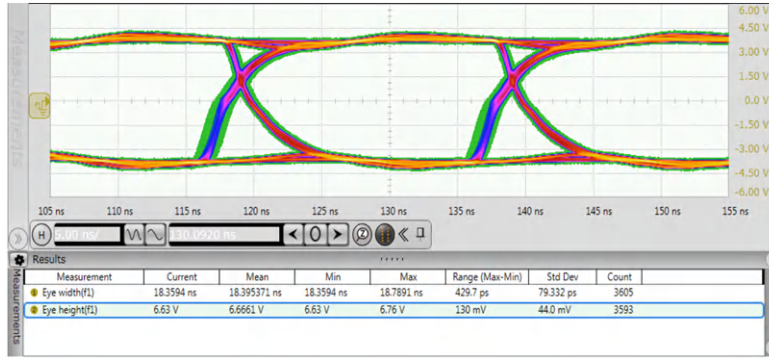 6.00 V
4.50 V
3.00 V
1.50 V
0.0 V
-1.50 V
-3.00 V
-4.50 V
-6.00 V
Measurements
105 ns 110 ns 115 ns 120 ns 125 ns 130 ns 135 ns 140 ns 145 ns 150 ns 155 ns
H 5.00 ns/ 130.0920 ns 0 Z
Results
Measurements
Measurement Current Mean Min Max Range (Max-Min) Std Dev Count
1 Eye width(f1) 18.3594 ns 18.395371 ns 18.3594 ns 18.7891 ns 429.7 ps 79.332 ps 3605
2 Eye height(f1) 6.63 V 6.6661 V 6.63 V 6.76 V 130 mV 44.0 mV 3593